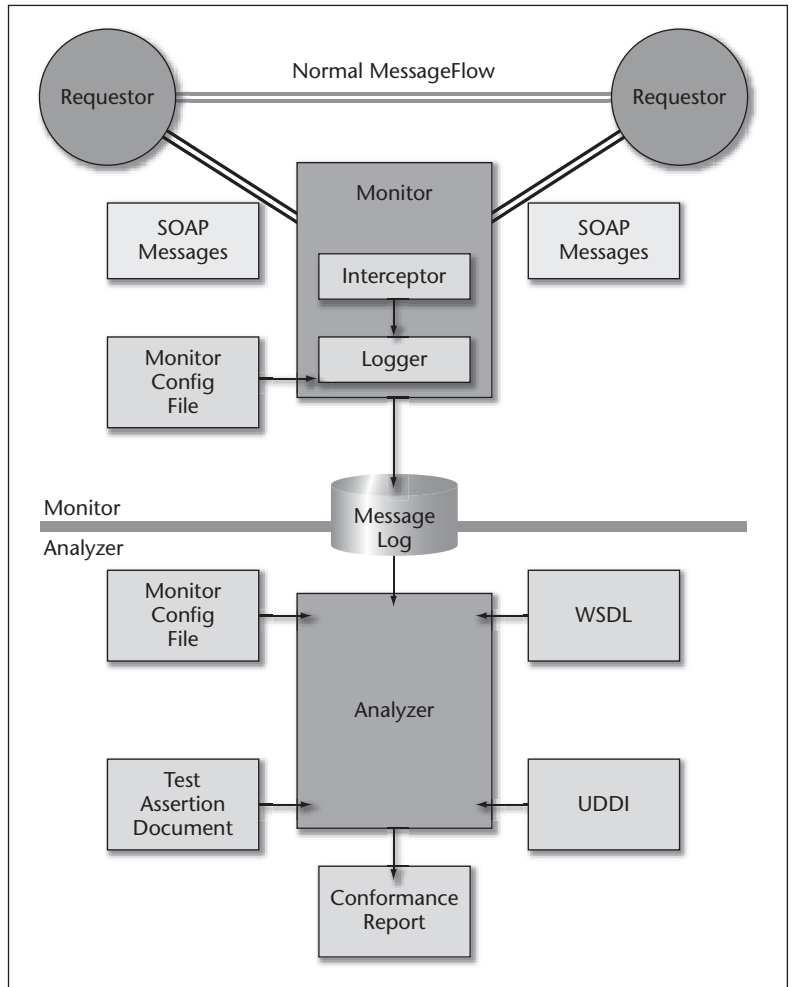 Normal MessageFlow
Requestor
Requestor
Monitor
SOAP
Messages
SOAP
Messages
Interceptor
Monitor
Config
File
Logger
Monitor
Message
Log
Analyzer
Monitor
Config
File
WSDL
Analyzer
Test
Assertion
Document
UDDI
Conformance
Report